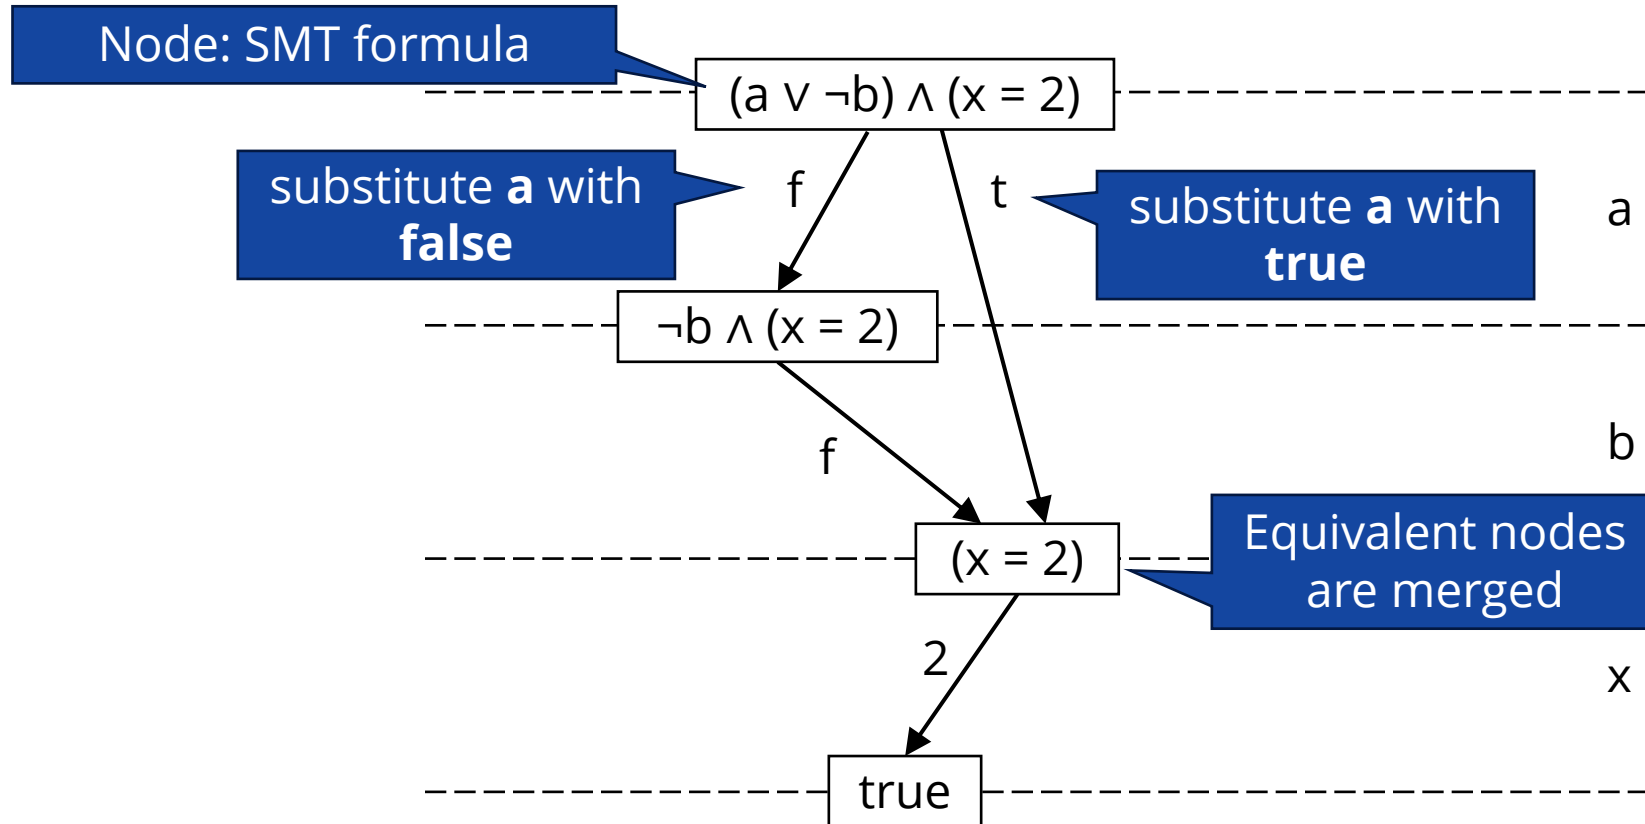 Node: SMT formula
(a ∨ ¬b) ∧ (x = 2)
substitute a with
false
f
t
substitute a with
true
a
¬b ∧ (x = 2)
f
b
(x = 2)
Equivalent nodes
are merged
2
x
true